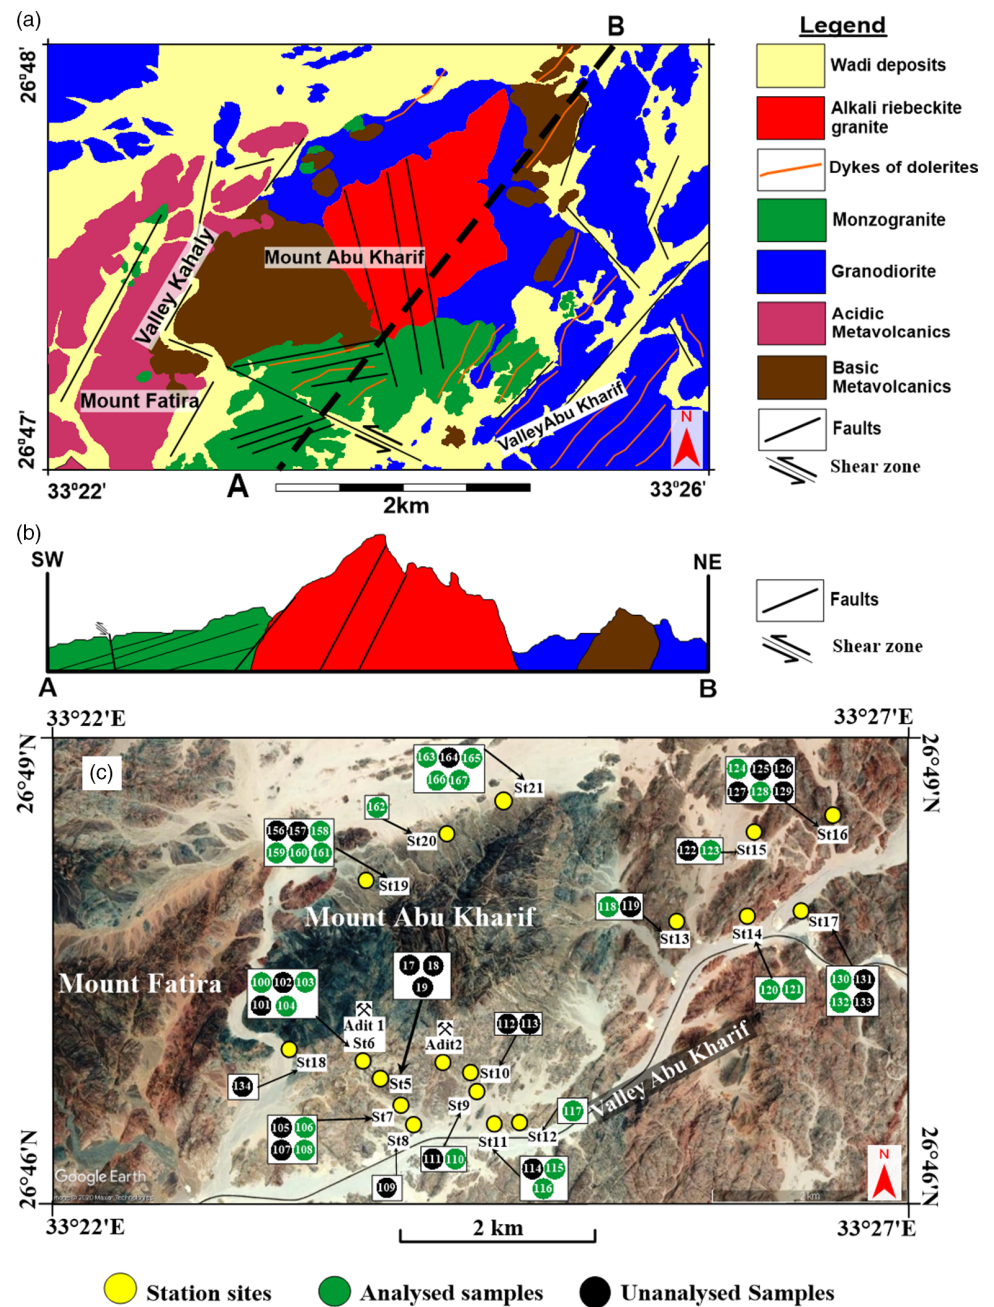 (a)
B
26°48'
26°47'
Mount Abu Kharif
Valley Kahaly
Mount Fatira
Valley Abu Kharif
N
33°22'
A
2km
33°26'
Legend
Wadi deposits
Alkali riebeckite
granite
Dykes of dolerites
Monzogranite
Granodiorite
Acidic
Metavolcanics
Basic
Metavolcanics
Faults
Shear zone
(b)
SW
NE
A
B
Faults
Shear zone
33°22'E
33°27'E
26°49'N
26°49'N
(c)
163 164 165
166 167
St21
162
St20
156 157 158
159 160 161
St19
124 125 126
127 128 129
St16
122 123
St15
118 119
St13
St14
St17
120 121
130 131
132 133
Mount Abu Kharif
Mount Fatira
17 18
19
100 102 103
101 104
Adit 1
St6
Adit2
112 113
St10
St18
134
St5
St9
St7
105 106
107 108
St8
109
111 110
St11
St12
117
114 115
116
Valley Abu Kharif
Google Earth
N
km
26°46'N
26°46'N
33°22'E
33°27'E
2 km
Station sites
Analysed samples
Unanalysed Samples